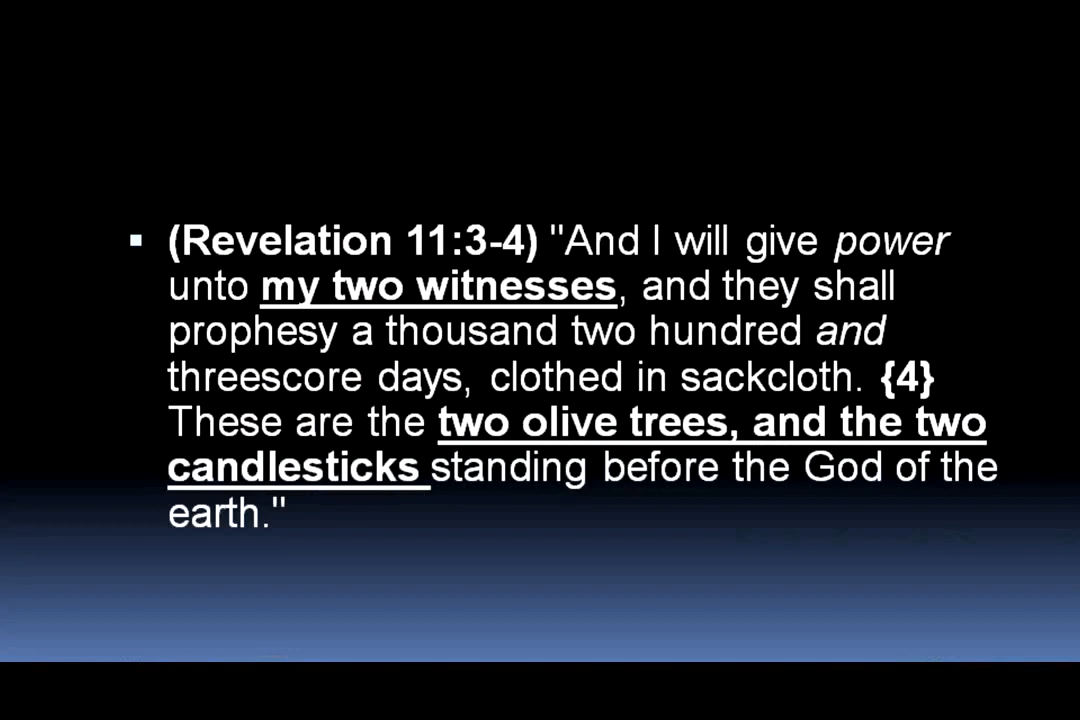 ▪ (Revelation 11:3-4) "And I will give power
unto my two witnesses, and they shall
prophesy a thousand two hundred and
threescore days, clothed in sackcloth. {4}
These are the two olive trees, and the two
candlesticks standing before the God of the
earth."